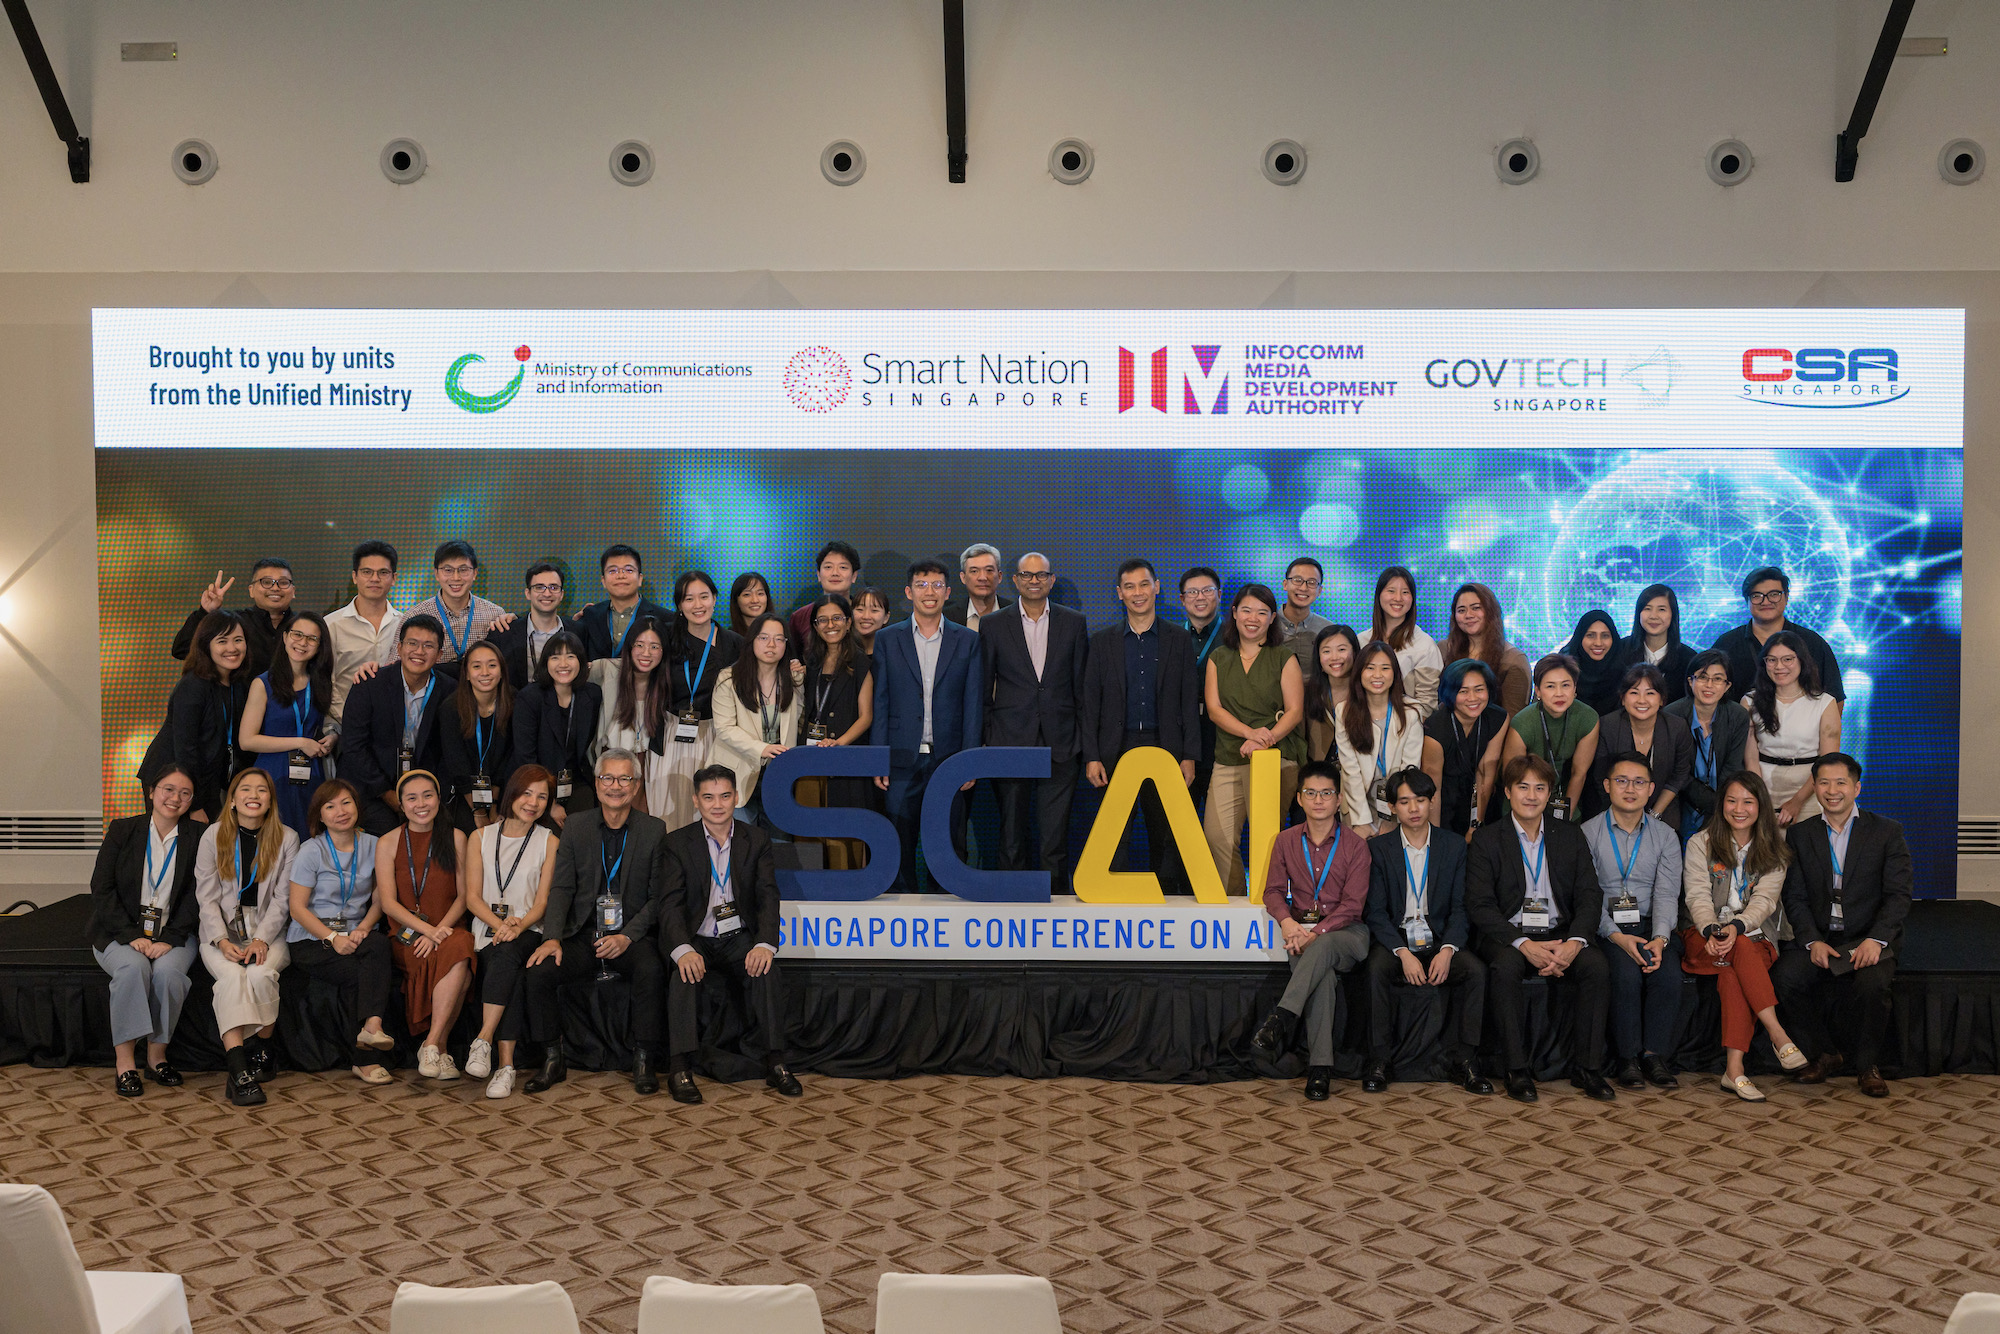 Brought to you by units
from the Unified Ministry
Ministry of Communications
and Information
Smart Nation
SINGAPORE
INFOCOMM
MEDIA
DEVELOPMENT
AUTHORITY
GOVTECH
SINGAPORE
CSA
SINGAPORE
SCAI
SINGAPORE CONFERENCE ON AI